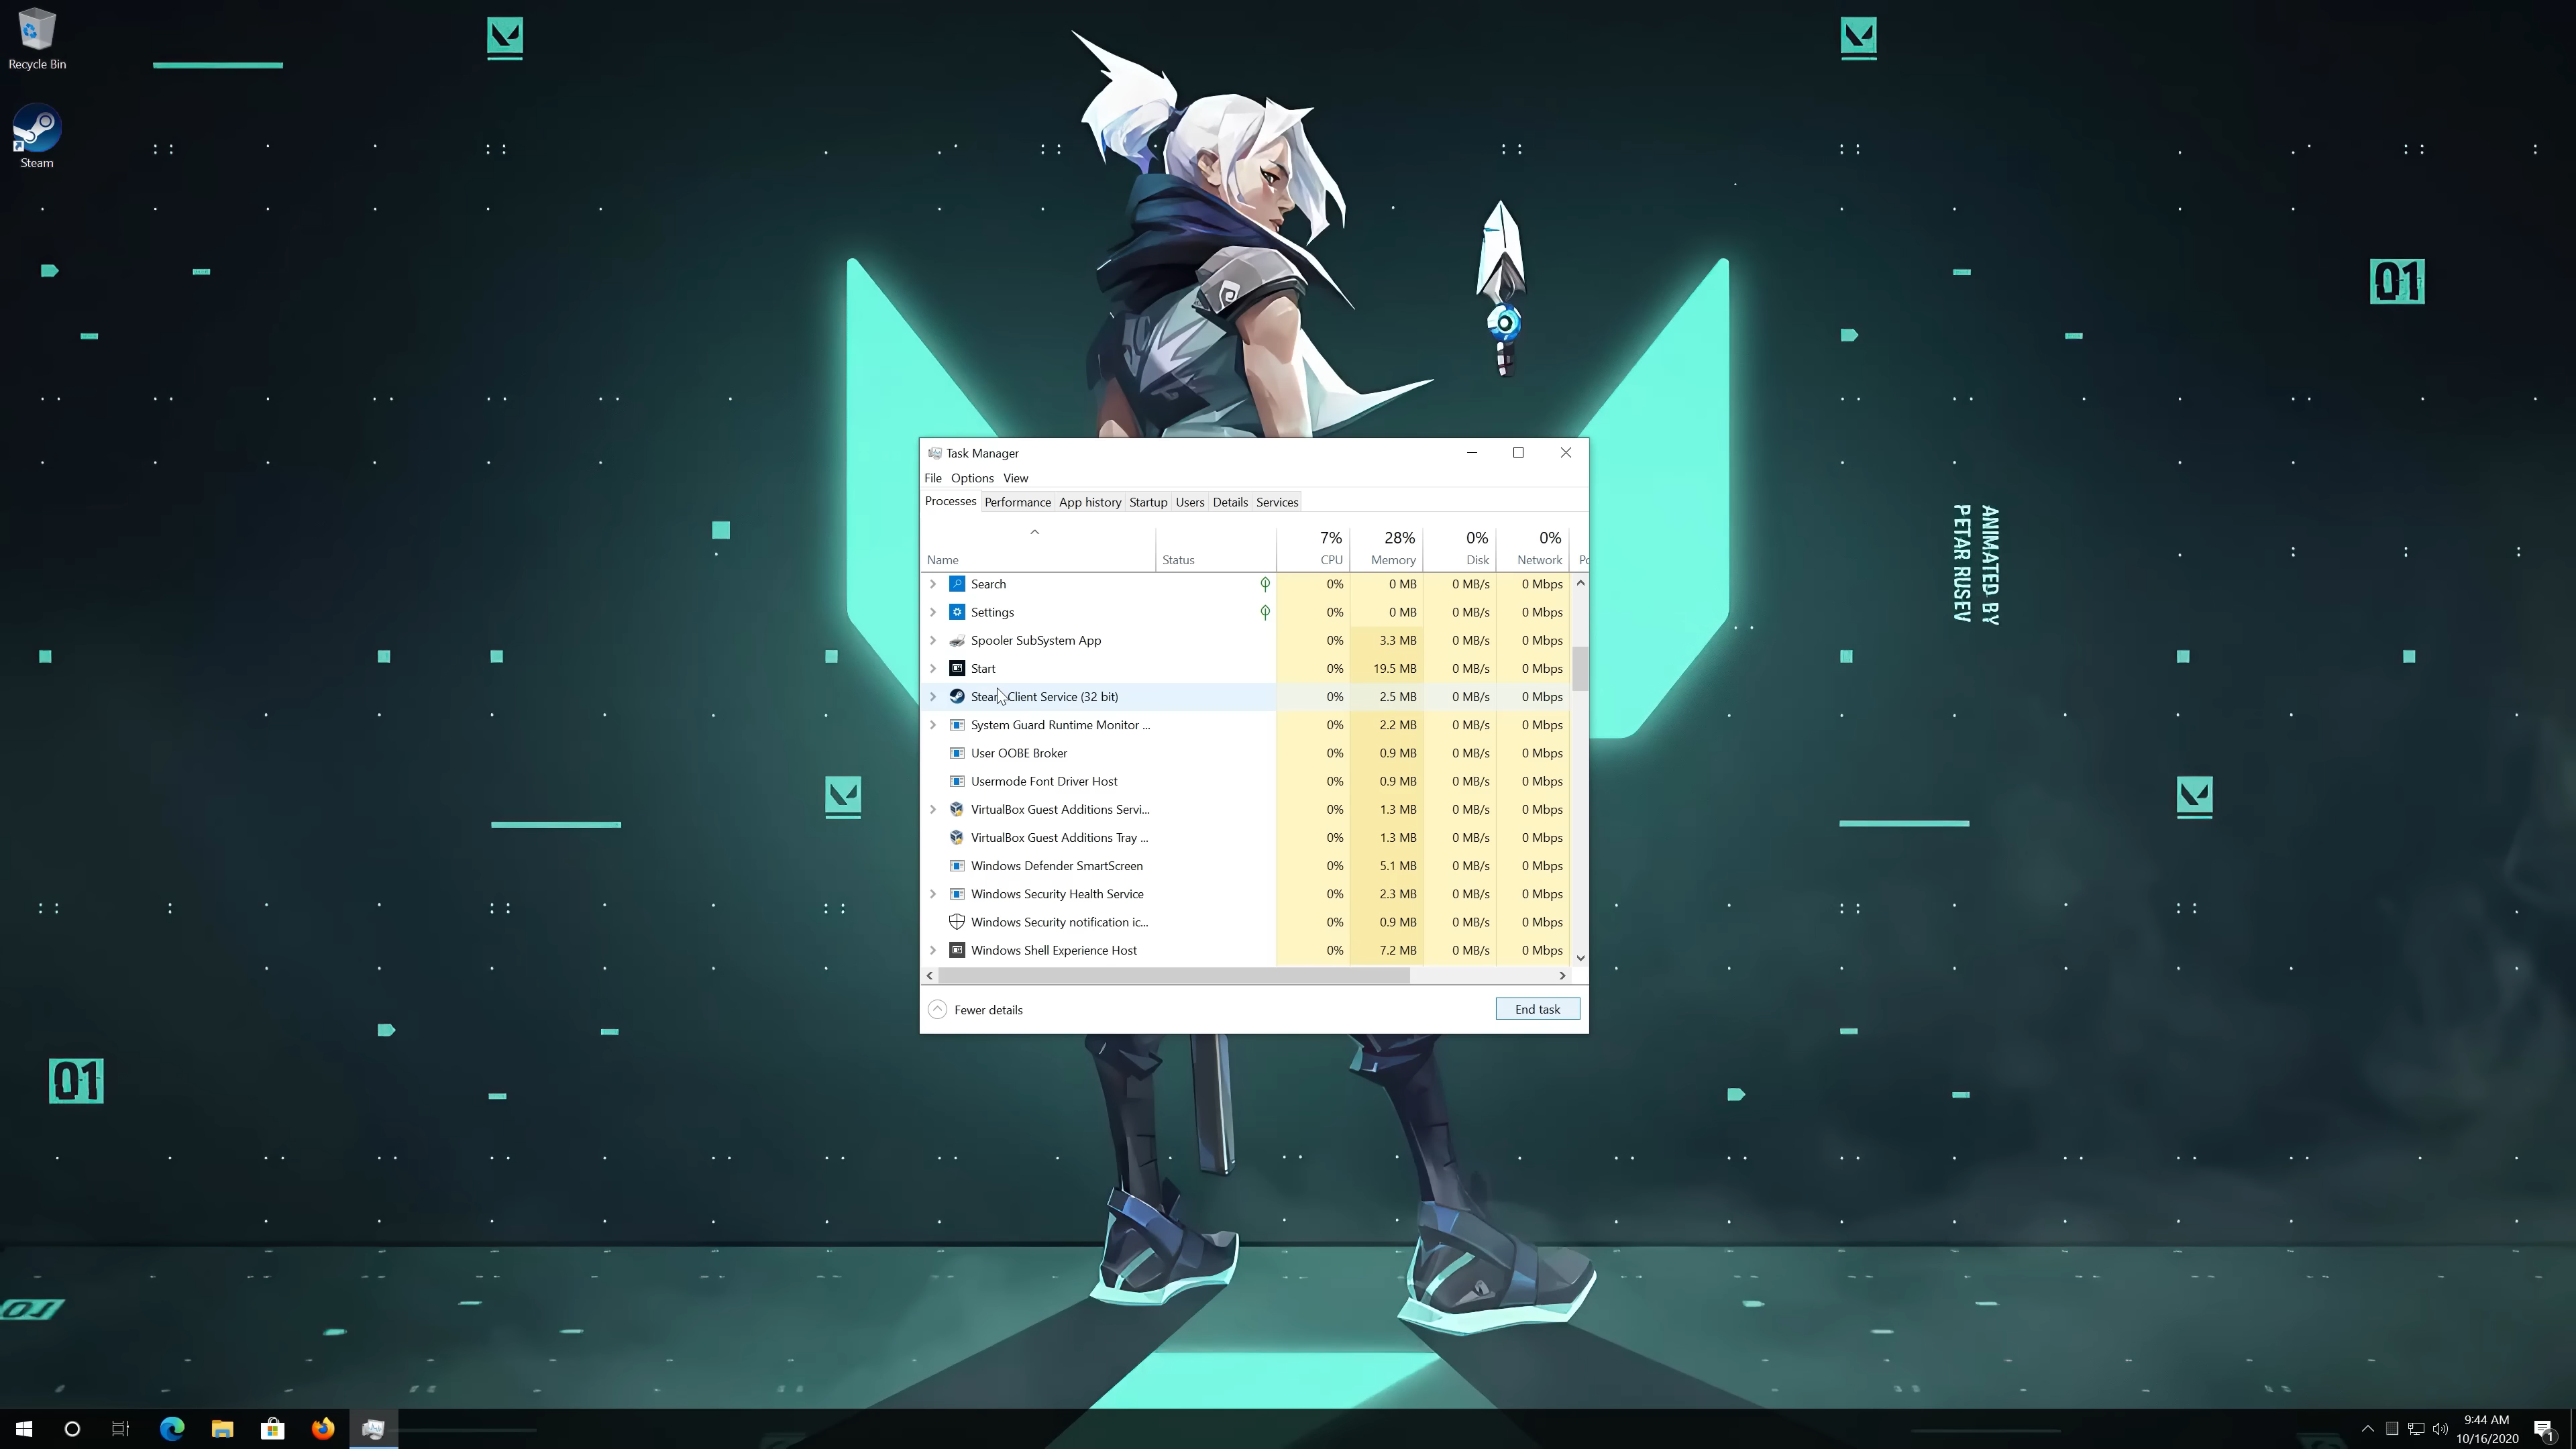 Recycle Bin
Steam
01
ANIMATED BY
PETAR RUSEV
Task Manager
File Options View
Processes Performance App history Startup Users Details Services
7% 28% 0% 0%
Name Status CPU Memory Disk Network Po
Search 0% 0 MB 0 MB/s 0 Mbps
Settings 0% 0 MB 0 MB/s 0 Mbps
Spooler SubSystem App 0% 3.3 MB 0 MB/s 0 Mbps
Start 0% 19.5 MB 0 MB/s 0 Mbps
Steam Client Service (32 bit) 0% 2.5 MB 0 MB/s 0 Mbps
System Guard Runtime Monitor ... 0% 2.2 MB 0 MB/s 0 Mbps
User OOBE Broker 0% 0.9 MB 0 MB/s 0 Mbps
Usermode Font Driver Host 0% 0.9 MB 0 MB/s 0 Mbps
VirtualBox Guest Additions Servi... 0% 1.3 MB 0 MB/s 0 Mbps
VirtualBox Guest Additions Tray ... 0% 1.3 MB 0 MB/s 0 Mbps
Windows Defender SmartScreen 0% 5.1 MB 0 MB/s 0 Mbps
Windows Security Health Service 0% 2.3 MB 0 MB/s 0 Mbps
Windows Security notification ic... 0% 0.9 MB 0 MB/s 0 Mbps
Windows Shell Experience Host 0% 7.2 MB 0 MB/s 0 Mbps
Fewer details End task
01
01
9:44 AM
10/16/2020
1